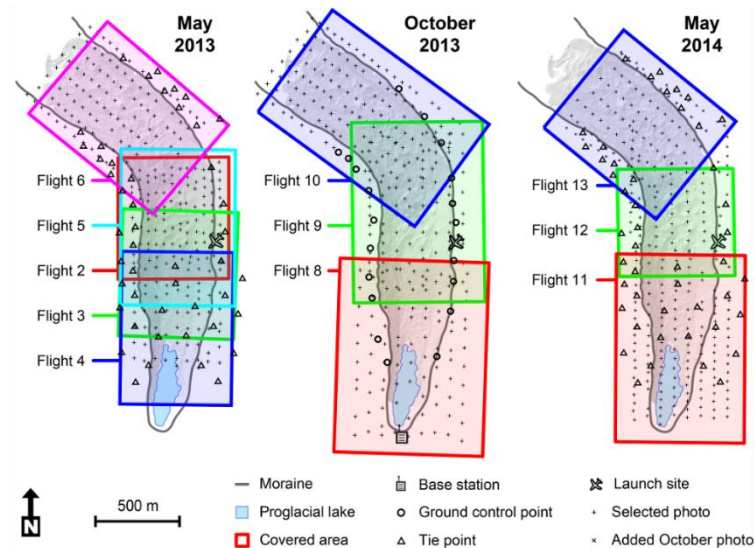 May
2013
October
2013
May
2014
Flight 6
Flight 5
Flight 2
Flight 3
Flight 4
Flight 10
Flight 9
Flight 8
Flight 13
Flight 12
Flight 11
N
500 m
Moraine
Proglacial lake
Covered area
Base station
Ground control point
Tie point
Launch site
Selected photo
Added October photo